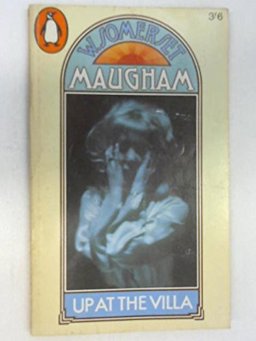 3'6
W. SOMERSET
MAUGHAM
UP AT THE VILLA